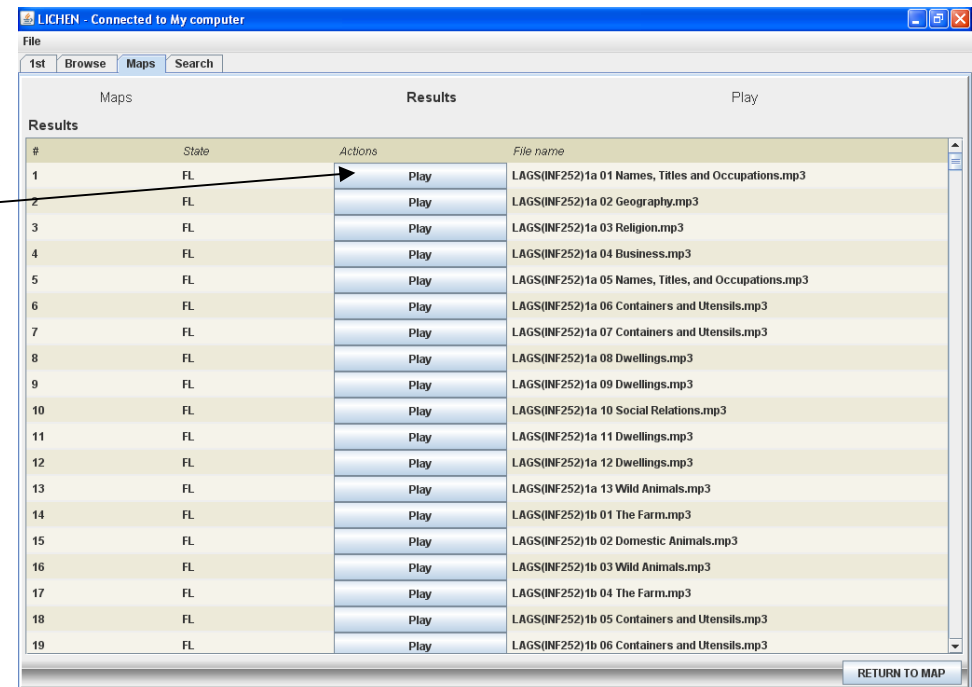 LICHEN - Connected to My computer
File
1st Browse Maps Search
Maps Results Play
Results
# State Actions File name
1 FL Play LAGS(INF252)1a 01 Names, Titles and Occupations.mp3
2 FL Play LAGS(INF252)1a 02 Geography.mp3
3 FL Play LAGS(INF252)1a 03 Religion.mp3
4 FL Play LAGS(INF252)1a 04 Business.mp3
5 FL Play LAGS(INF252)1a 05 Names, Titles, and Occupations.mp3
6 FL Play LAGS(INF252)1a 06 Containers and Utensils.mp3
7 FL Play LAGS(INF252)1a 07 Containers and Utensils.mp3
8 FL Play LAGS(INF252)1a 08 Dwellings.mp3
9 FL Play LAGS(INF252)1a 09 Dwellings.mp3
10 FL Play LAGS(INF252)1a 10 Social Relations.mp3
11 FL Play LAGS(INF252)1a 11 Dwellings.mp3
12 FL Play LAGS(INF252)1a 12 Dwellings.mp3
13 FL Play LAGS(INF252)1a 13 Wild Animals.mp3
14 FL Play LAGS(INF252)1b 01 The Farm.mp3
15 FL Play LAGS(INF252)1b 02 Domestic Animals.mp3
16 FL Play LAGS(INF252)1b 03 Wild Animals.mp3
17 FL Play LAGS(INF252)1b 04 The Farm.mp3
18 FL Play LAGS(INF252)1b 05 Containers and Utensils.mp3
19 FL Play LAGS(INF252)1b 06 Containers and Utensils.mp3
RETURN TO MAP